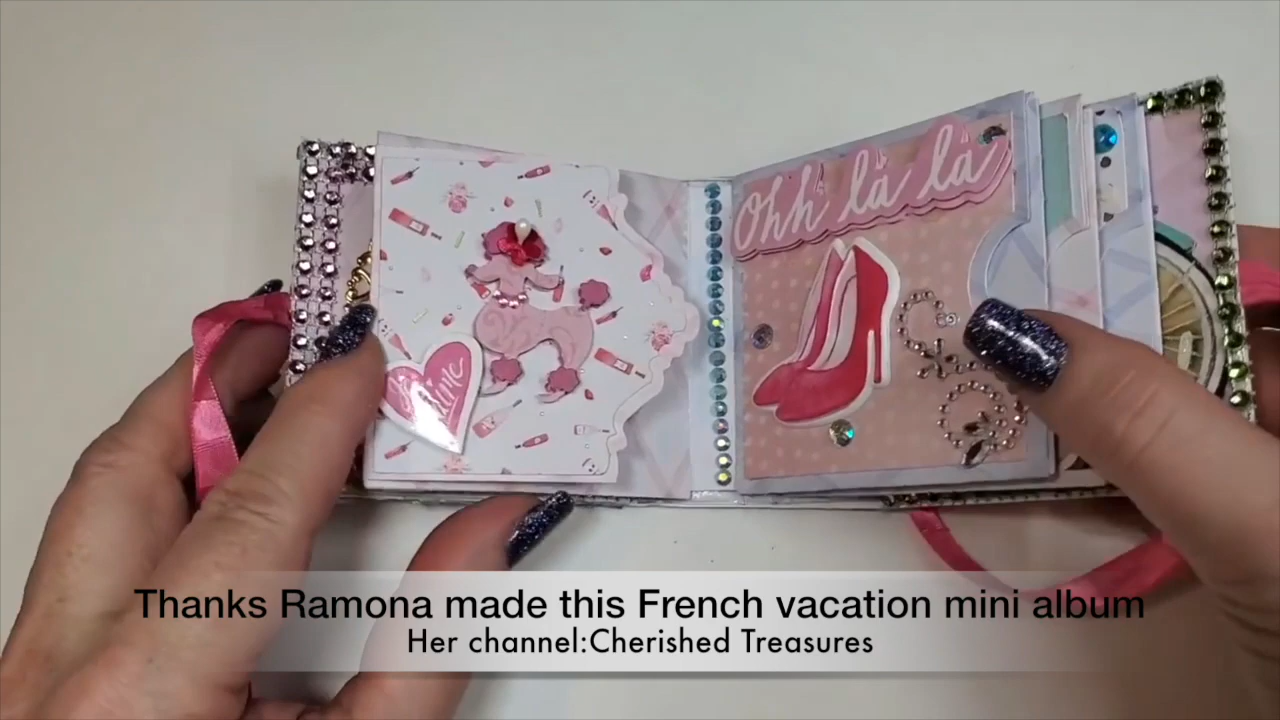 Ohh là là
Thanks Ramona made this French vacation mini album
Her channel:Cherished Treasures